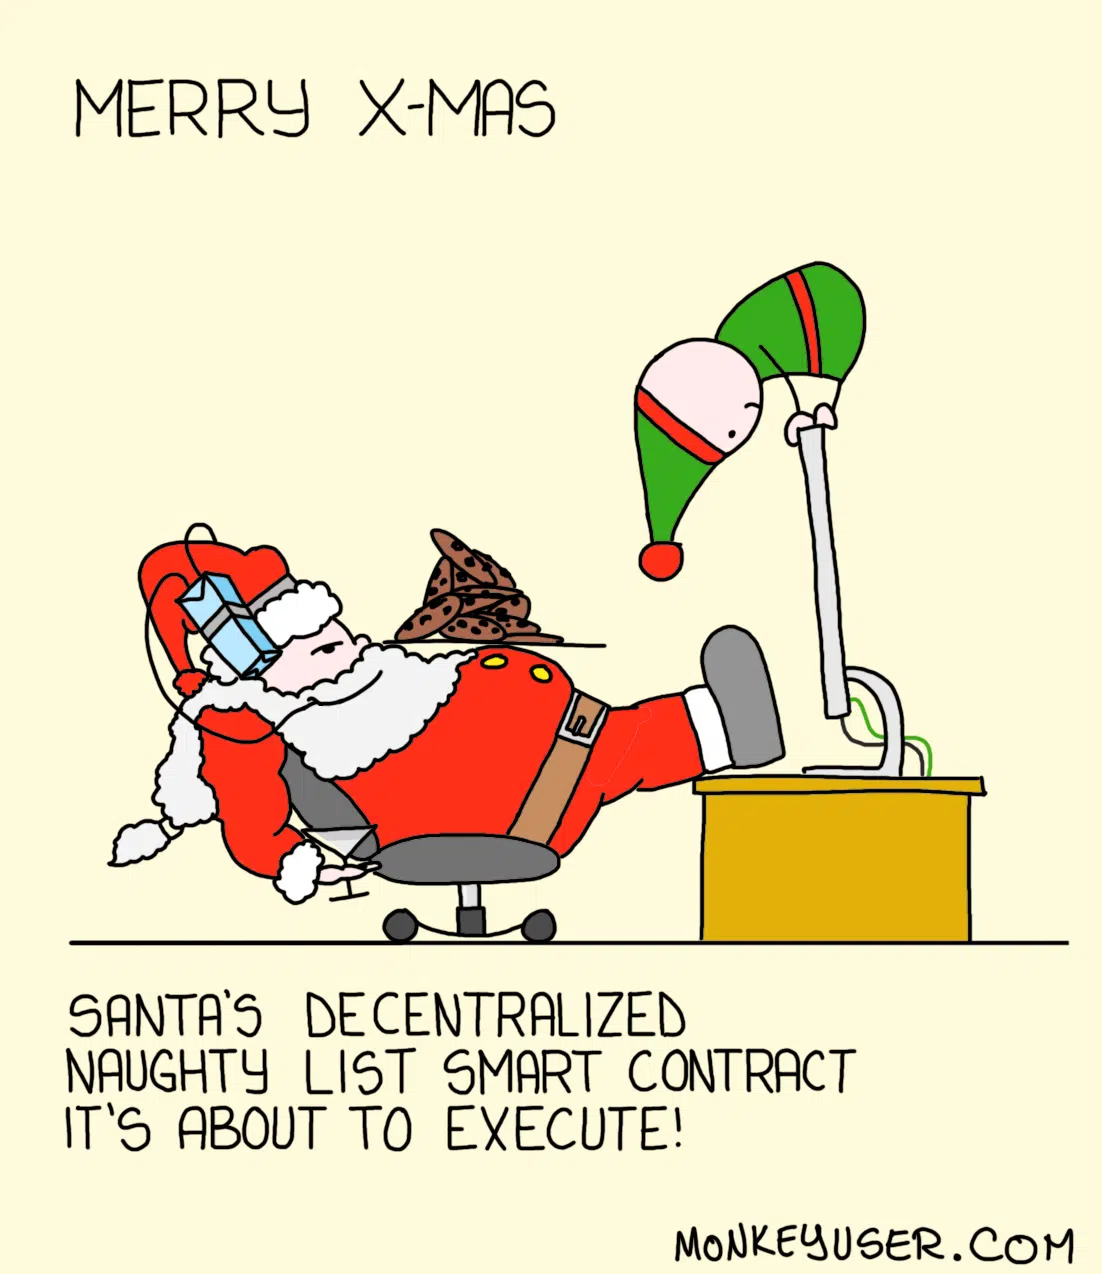 MERRY X-MAS
SANTA'S DECENTRALIZED
NAUGHTY LIST SMART CONTRACT
IT'S ABOUT TO EXECUTE!
MONKEYUSER.COM